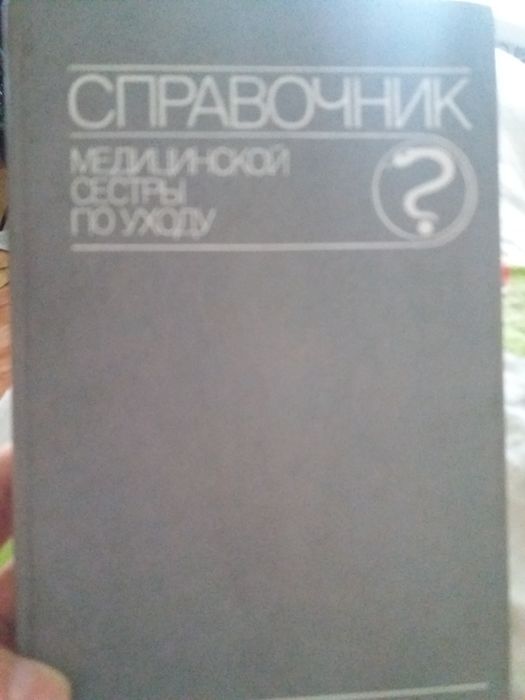 СПРАВОЧНИК
МЕДИЦИНСКОЙ
СЕСТРЫ
ПО УХОДУ
?